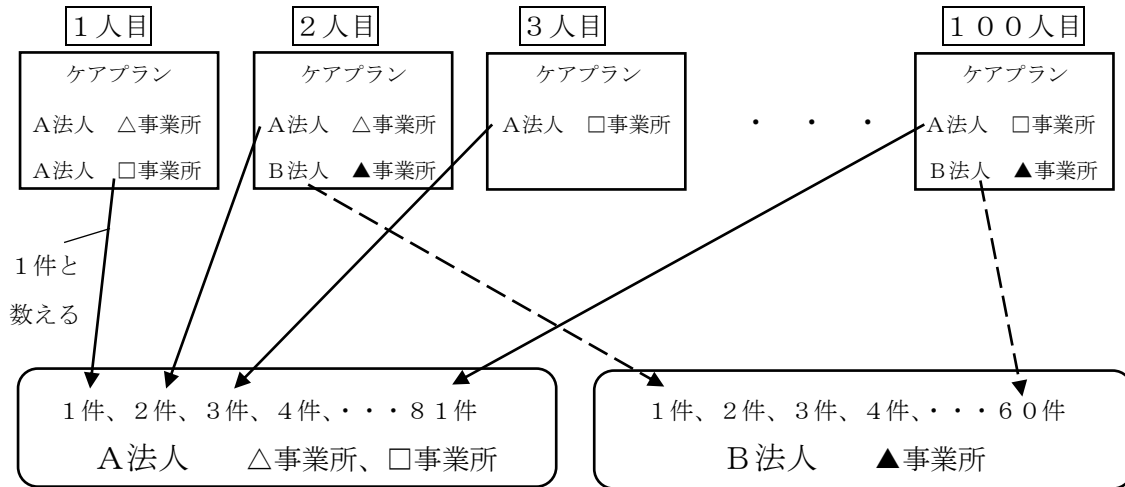 １人目　２人目　３人目　１００人目
ケアプラン　ケアプラン　ケアプラン　ケアプラン
Ａ法人　△事業所　Ａ法人　△事業所　Ａ法人　□事業所　・　・　・　Ａ法人　□事業所
Ａ法人　□事業所　Ｂ法人　▲事業所　Ｂ法人　▲事業所
１件と
数える
１件、２件、３件、４件、・・・８１件　１件、２件、３件、４件、・・・６０件
Ａ法人　△事業所、□事業所　Ｂ法人　▲事業所